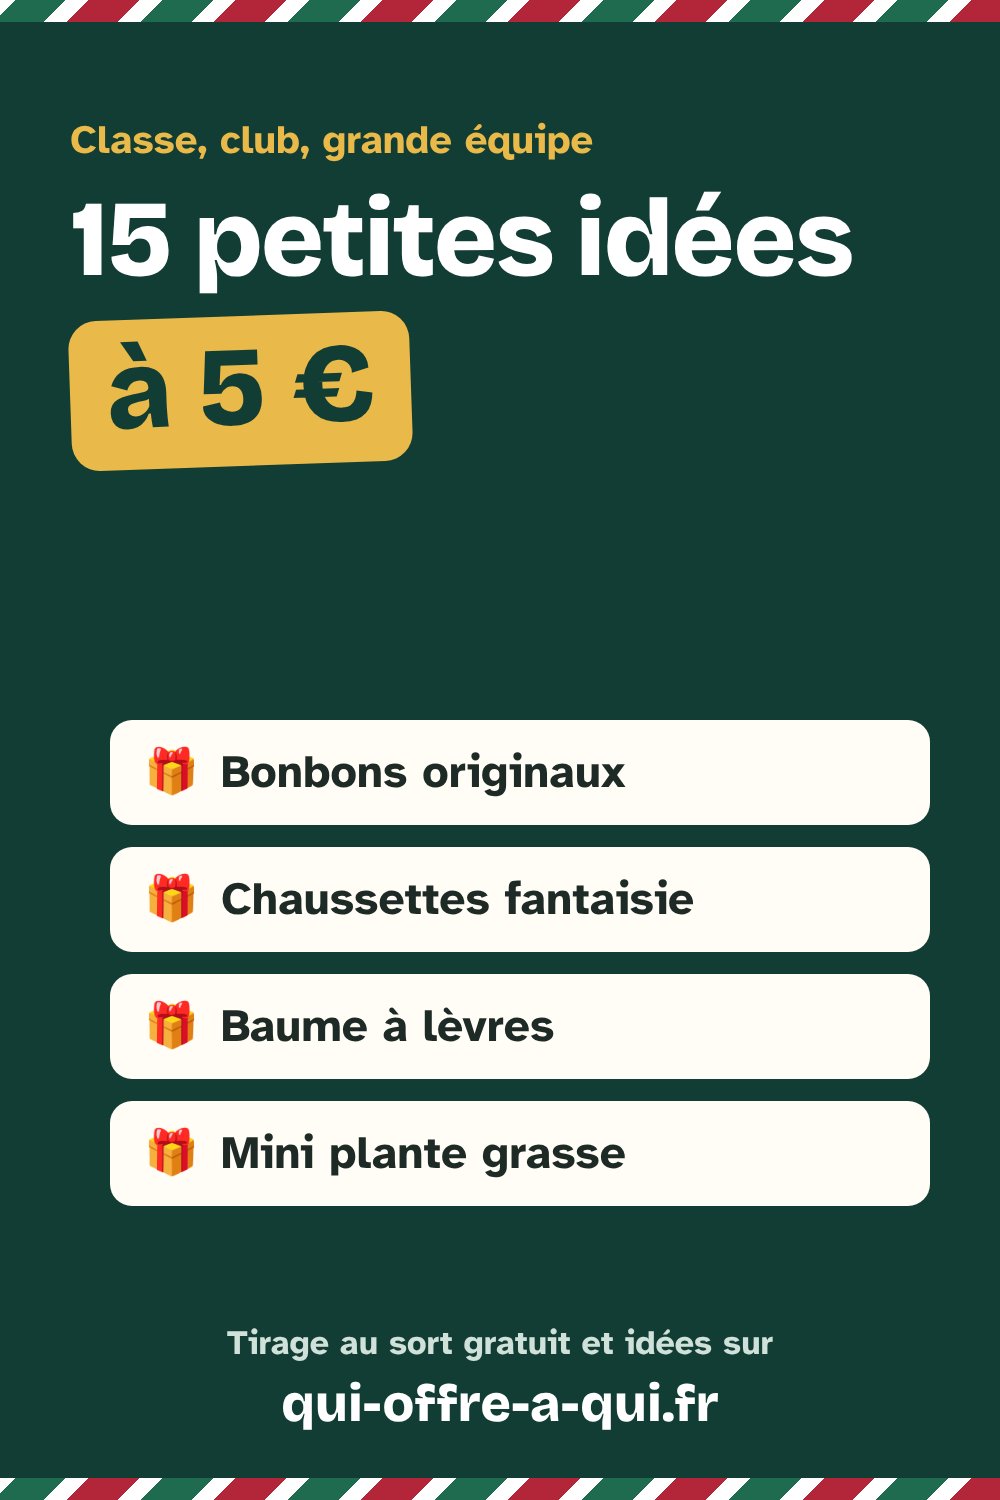 Classe, club, grande équipe
15 petites idées
à 5 €
Bonbons originaux
Chaussettes fantaisie
Baume à lèvres
Mini plante grasse
Tirage au sort gratuit et idées sur
qui-offre-a-qui.fr